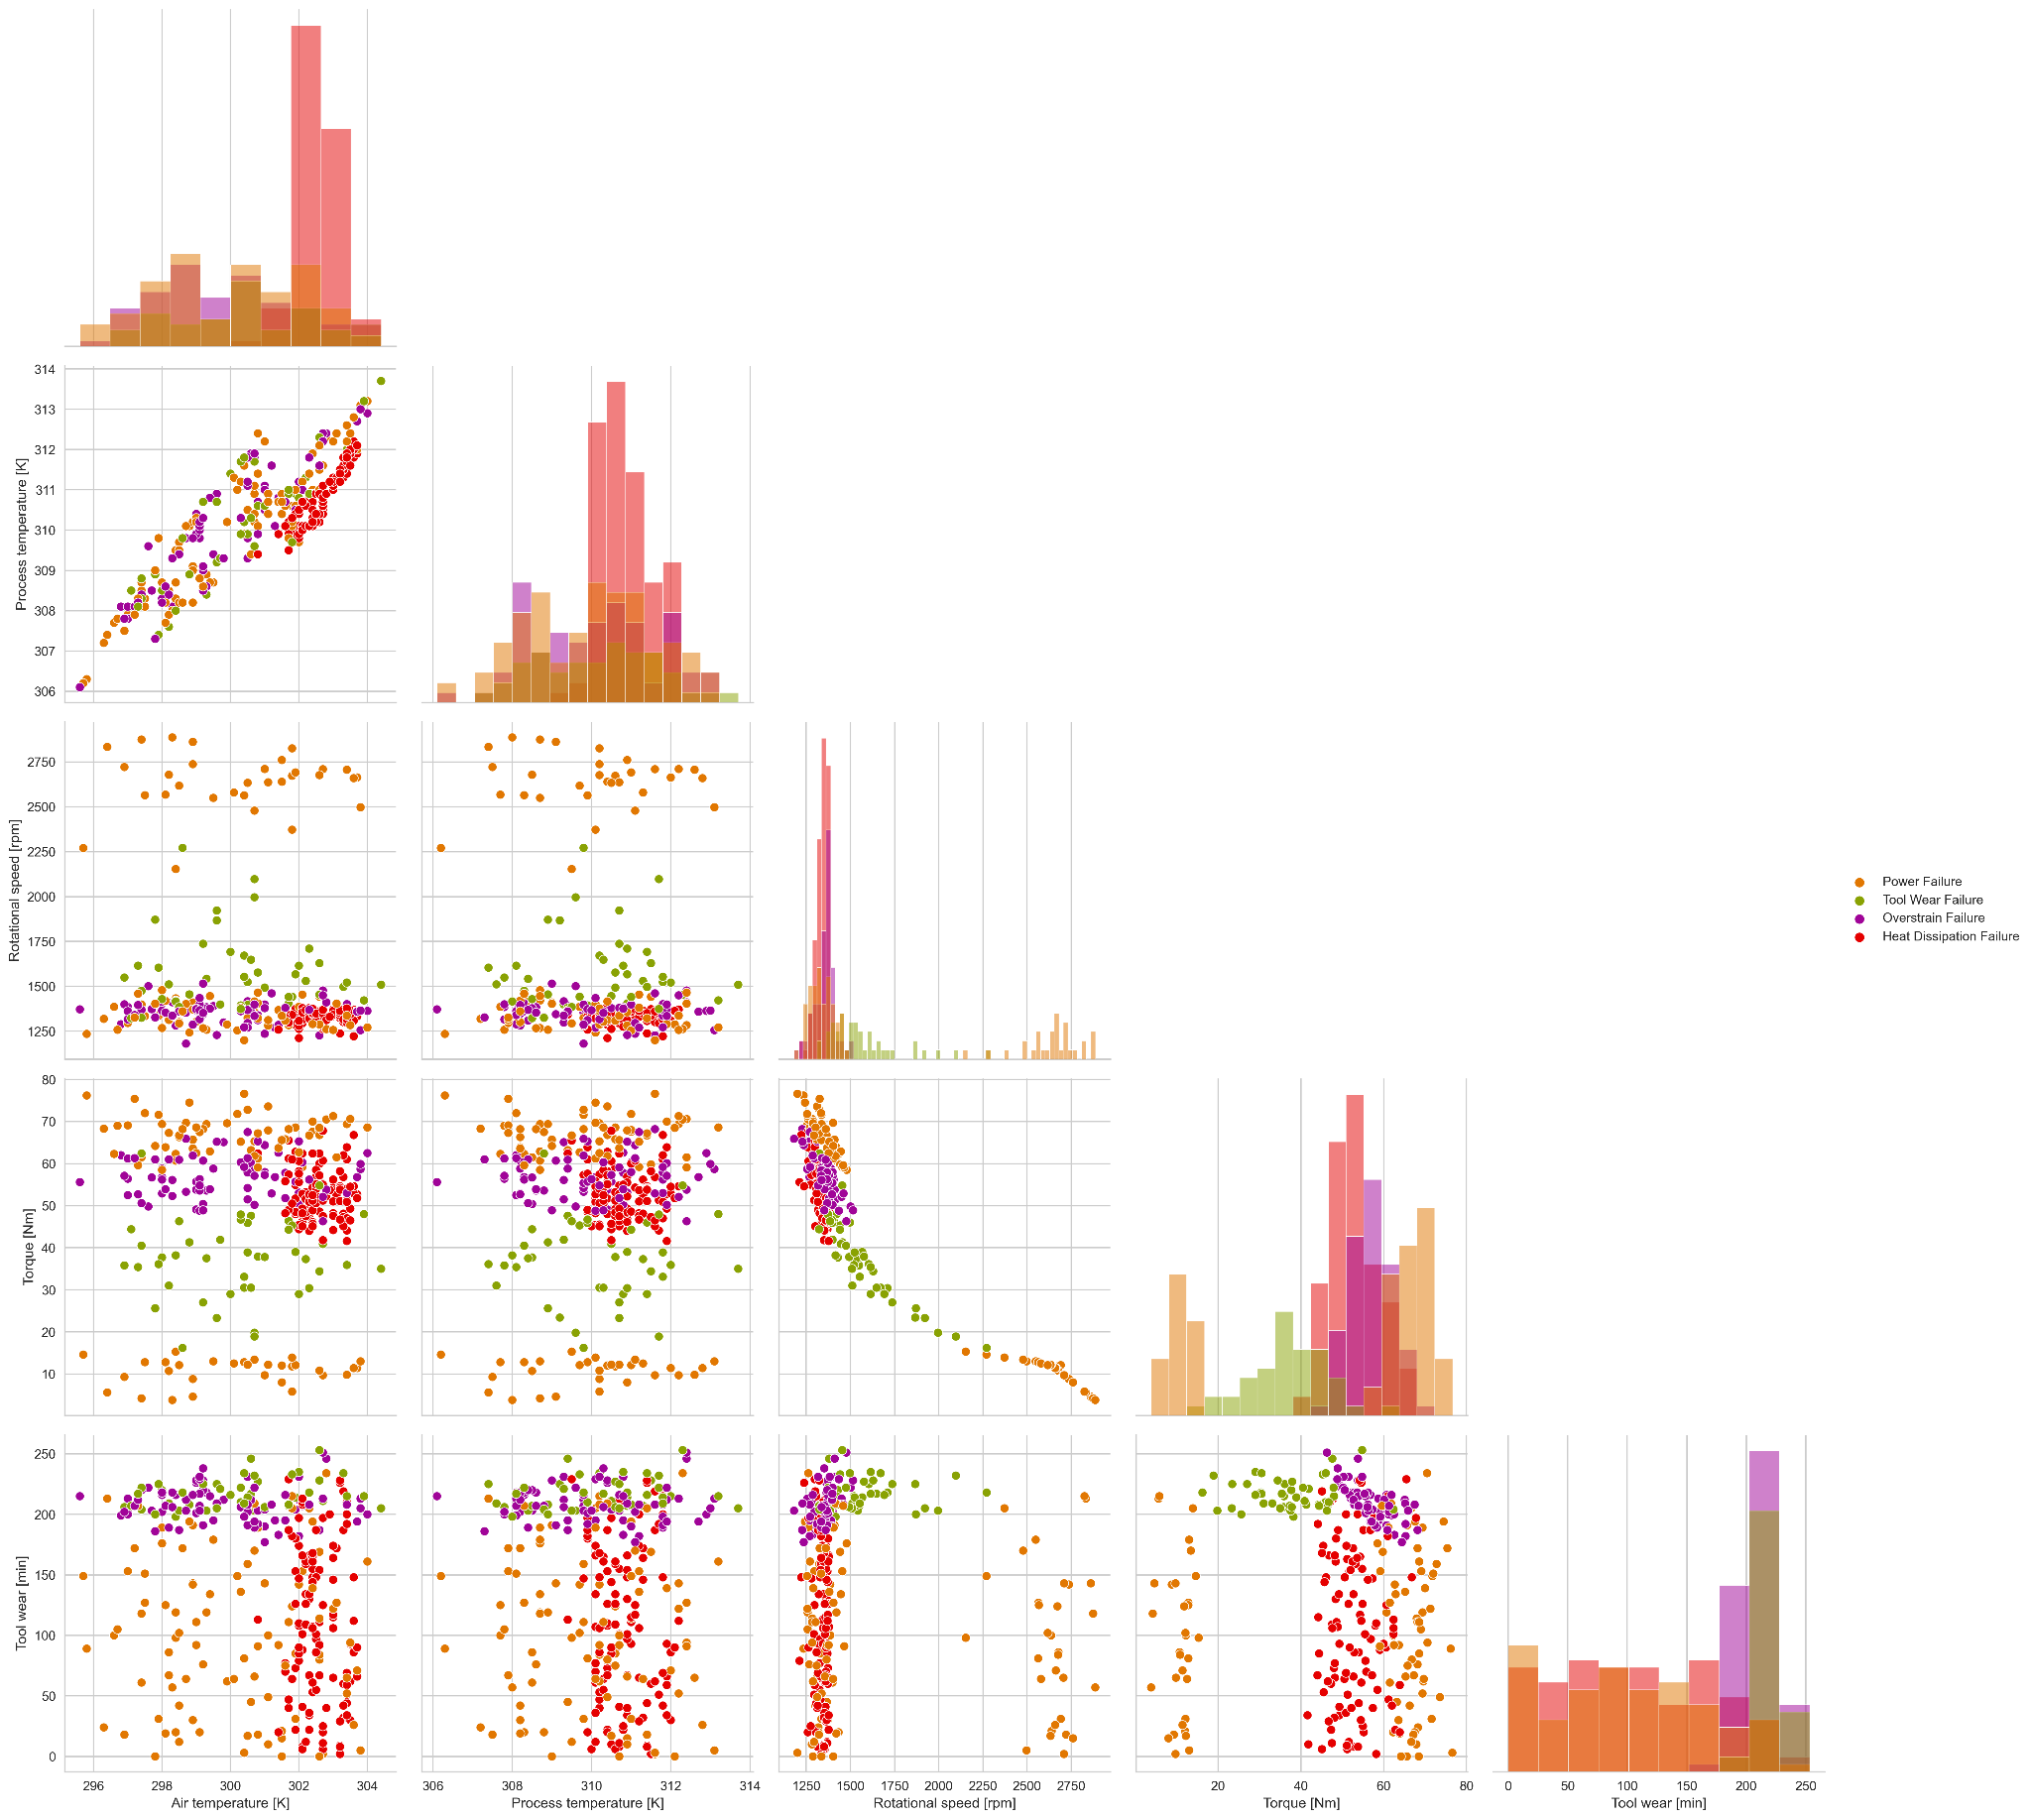 314
313
312
311
310
309
308
307
306
Process temperature [K]
2750
2500
2250
2000
1750
1500
1250
Rotational speed [rpm]
Power Failure
Tool Wear Failure
Overstrain Failure
Heat Dissipation Failure
80
70
60
50
40
30
20
10
Torque [Nm]
250
200
150
100
50
0
Tool wear [min]
296 298 300 302 304
306 308 310 312 314
1250 1500 1750 2000 2250 2500 2750
20 40 60 80
0 50 100 150 200 250
Air temperature [K]
Process temperature [K]
Rotational speed [rpm]
Torque [Nm]
Tool wear [min]